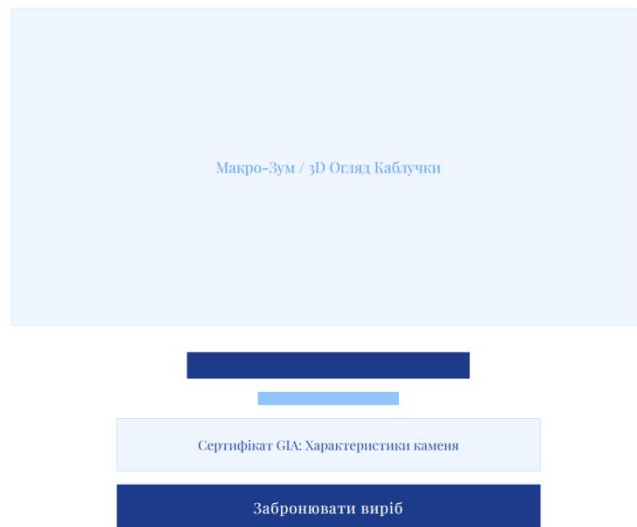 Макро-Зум / 3D Огляд Каблучки
Сертифікат GIA: Характеристики каменя
Забронювати виріб